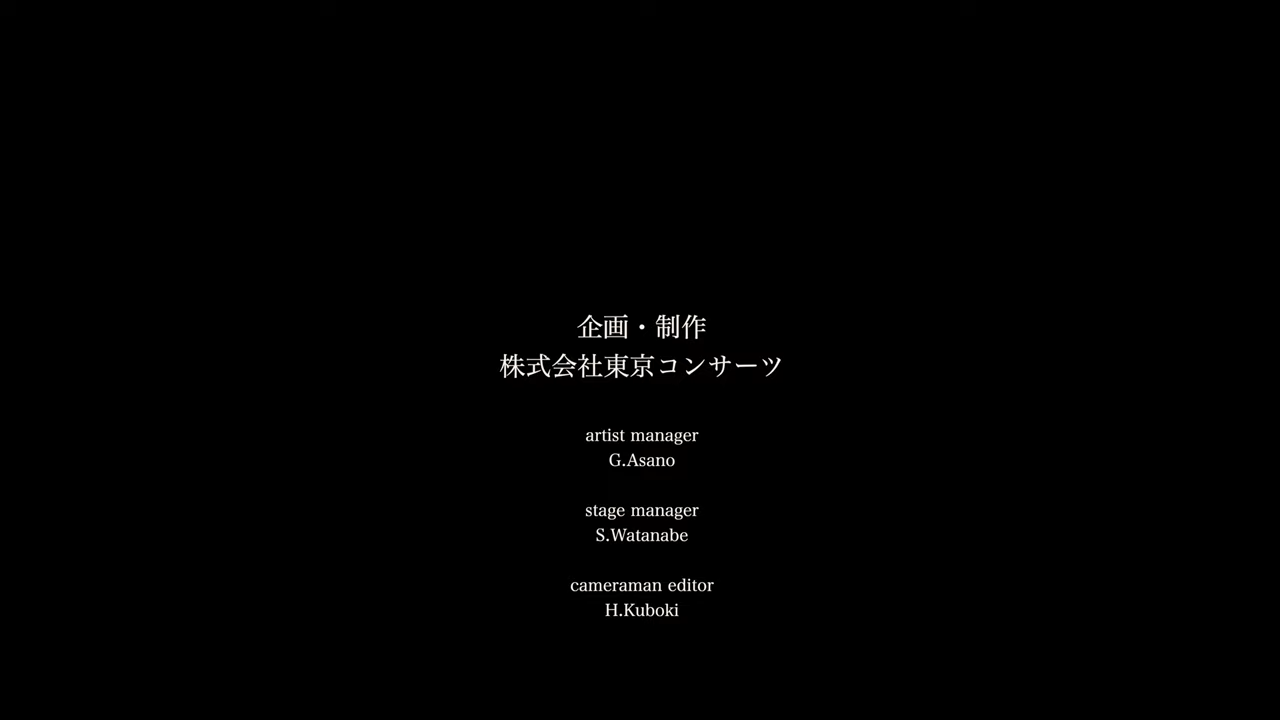 企画・制作
株式会社東京コンサーツ
artist manager
G.Asano
stage manager
S.Watanabe
cameraman editor
H.Kuboki